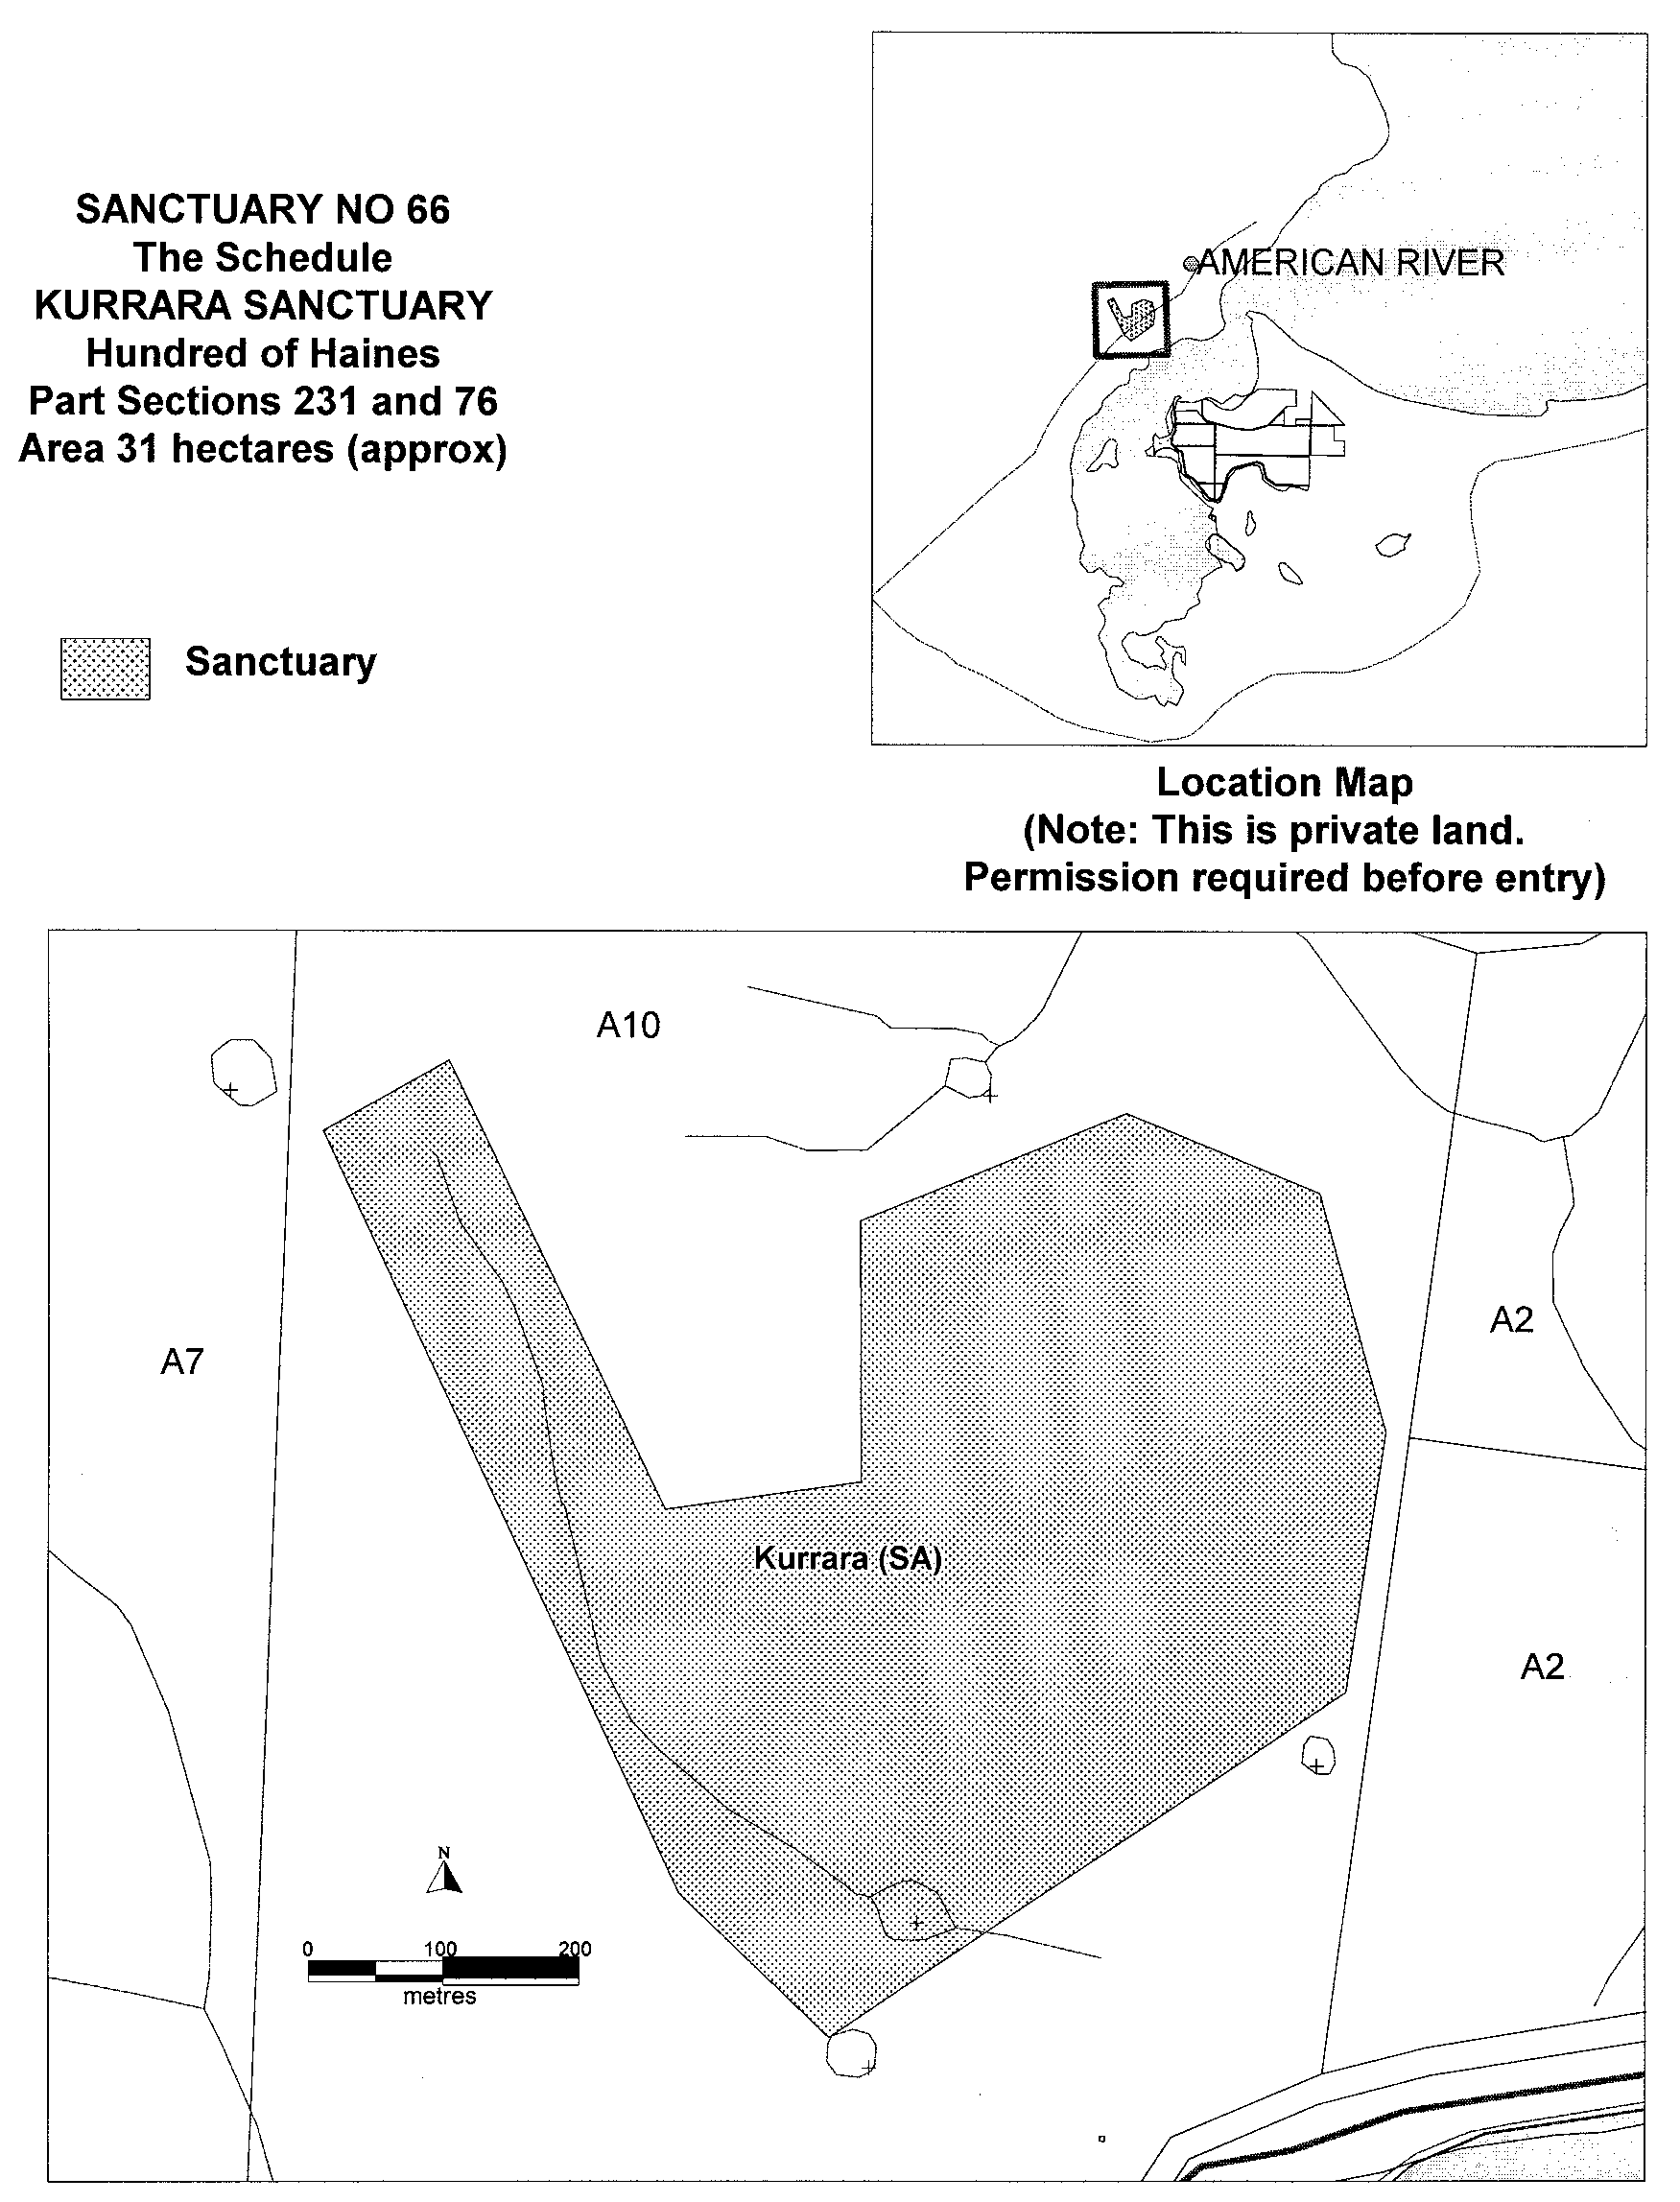 SANCTUARY NO 66
The Schedule
KURRARA SANCTUARY
Hundred of Haines
Part Sections 231 and 76
Area 31 hectares (approx)
Sanctuary
AMERICAN RIVER
Location Map
(Note: This is private land.
Permission required before entry)
A10
A7
A2
Kurrara (SA)
A2
N
0 100 200
metres